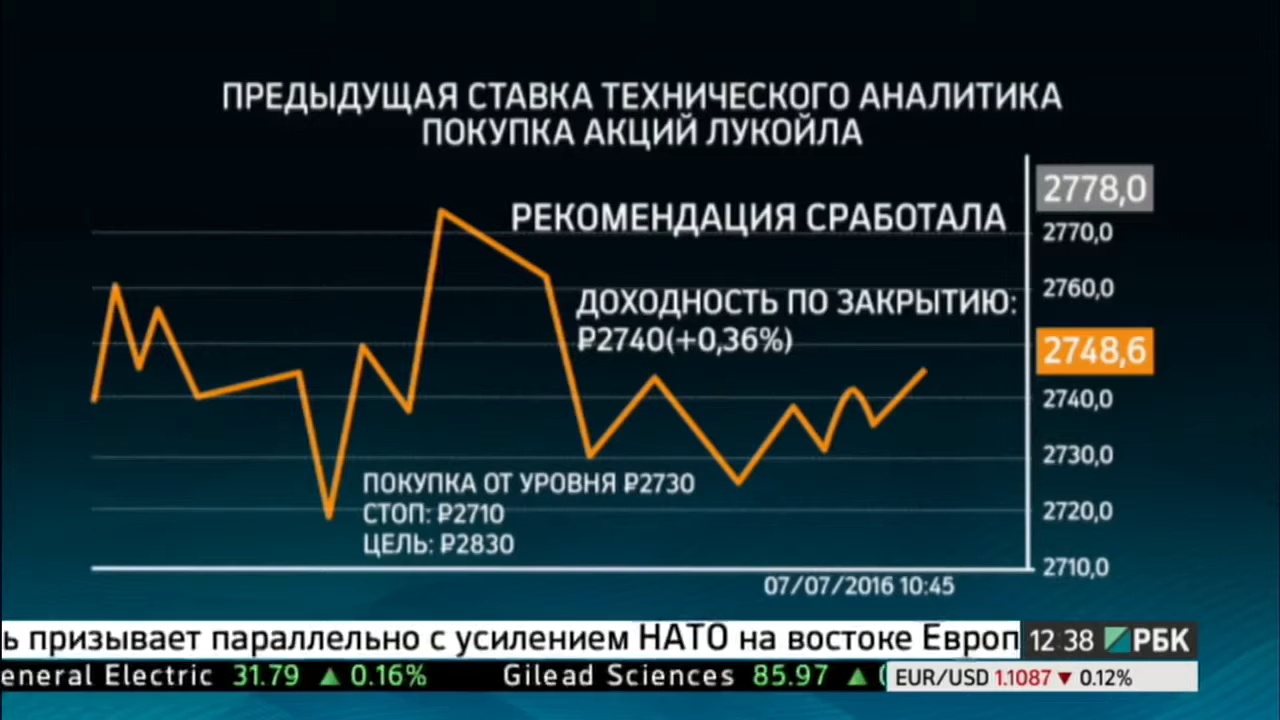 ПРЕДЫДУЩАЯ СТАВКА ТЕХНИЧЕСКОГО АНАЛИТИКА
ПОКУПКА АКЦИЙ ЛУКОЙЛА
2778,0
РЕКОМЕНДАЦИЯ СРАБОТАЛА
2770,0
2760,0
ДОХОДНОСТЬ ПО ЗАКРЫТИЮ:
₽2740(+0,36%)
2748,6
2740,0
2730,0
ПОКУПКА ОТ УРОВНЯ ₽2730
СТОП: ₽2710
2720,0
ЦЕЛЬ: ₽2830
2710,0
07/07/2016 10:45
ь призывает параллельно с усилением НАТО на востоке Европ
12 38 РБК
eneral Electric 31.79 ▲ 0.16% Gilead Sciences 85.97 ▲
EUR/USD 1.1087 ▼ 0.12%